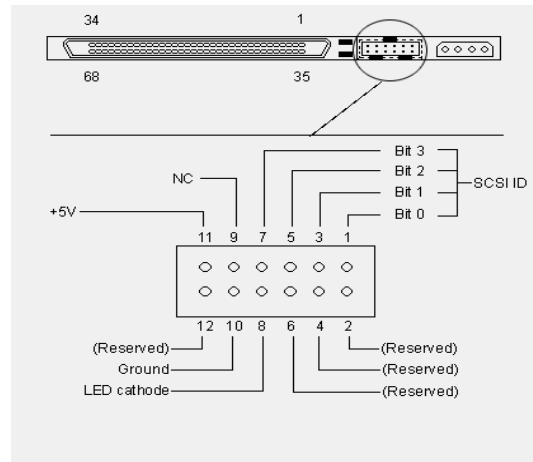 34 1
68 35
Bit 3
Bit 2
NC
SCSI ID
Bit 1
+5V
Bit 0
11 9 7 5 3 1
12 10 8 6 4 2
(Reserved) (Reserved)
Ground (Reserved)
LED cathode (Reserved)